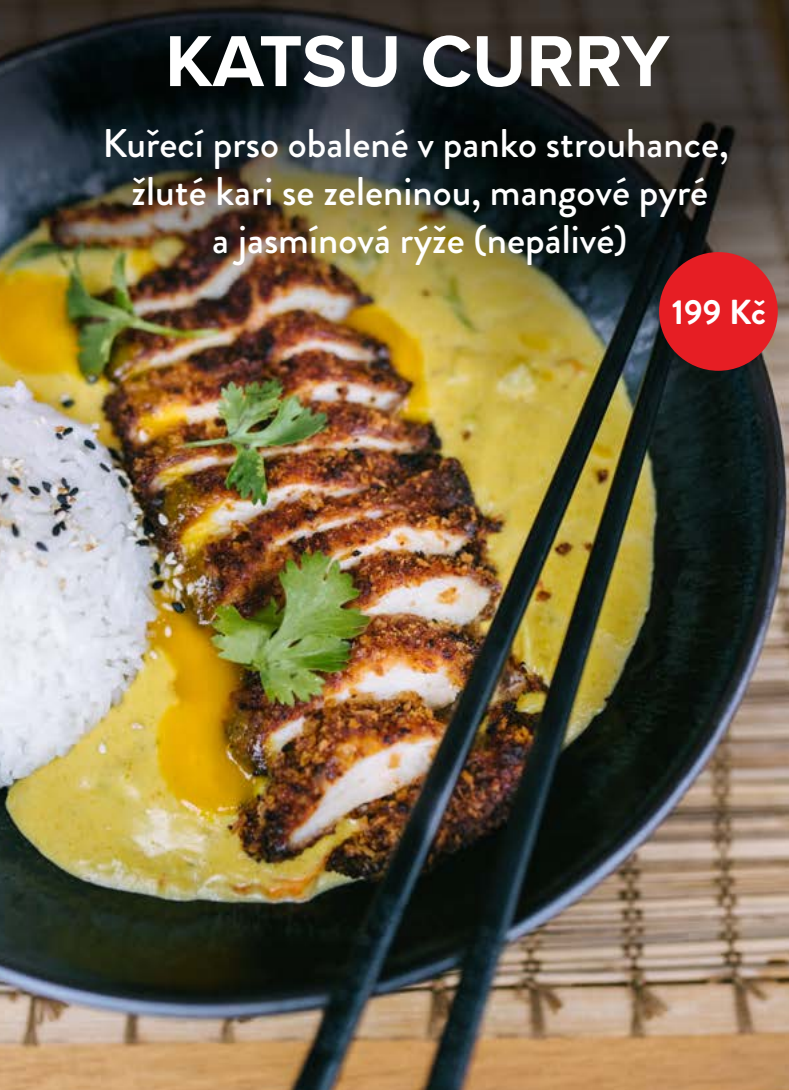 KATSU CURRY
Kuřecí prso obalené v panko strouhance,
žluté kari se zeleninou, mangové pyré
a jasmínová rýže (nepálivé)
199 Kč